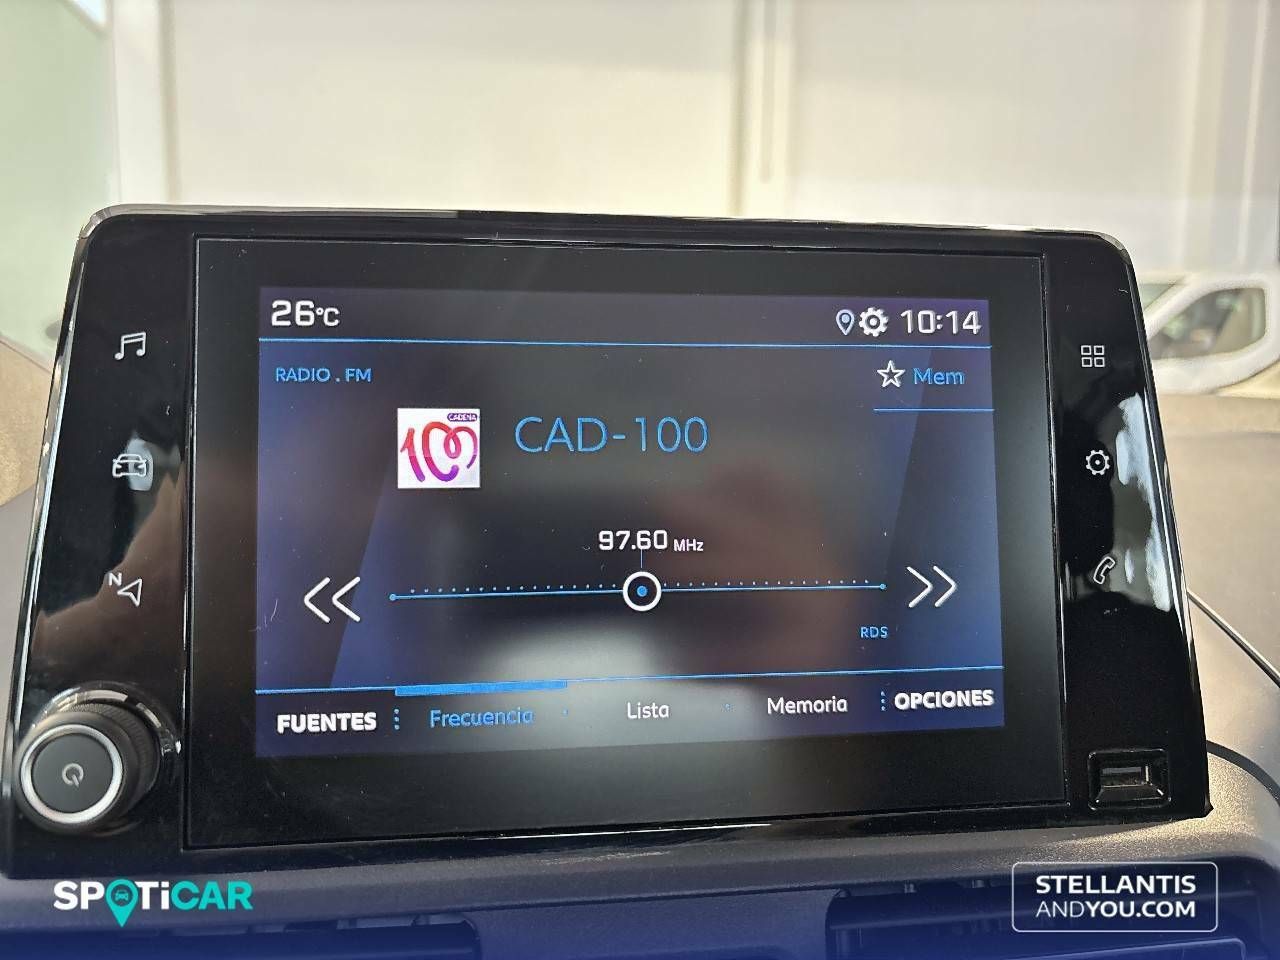 26°C
10:14
RADIO . FM
Mem
CADENA
100
CAD-100
97.60 MHz
N
RDS
FUENTES
Frecuencia
Lista
Memoria
OPCIONES
SPOTiCAR
STELLANTIS
ANDYOU.COM